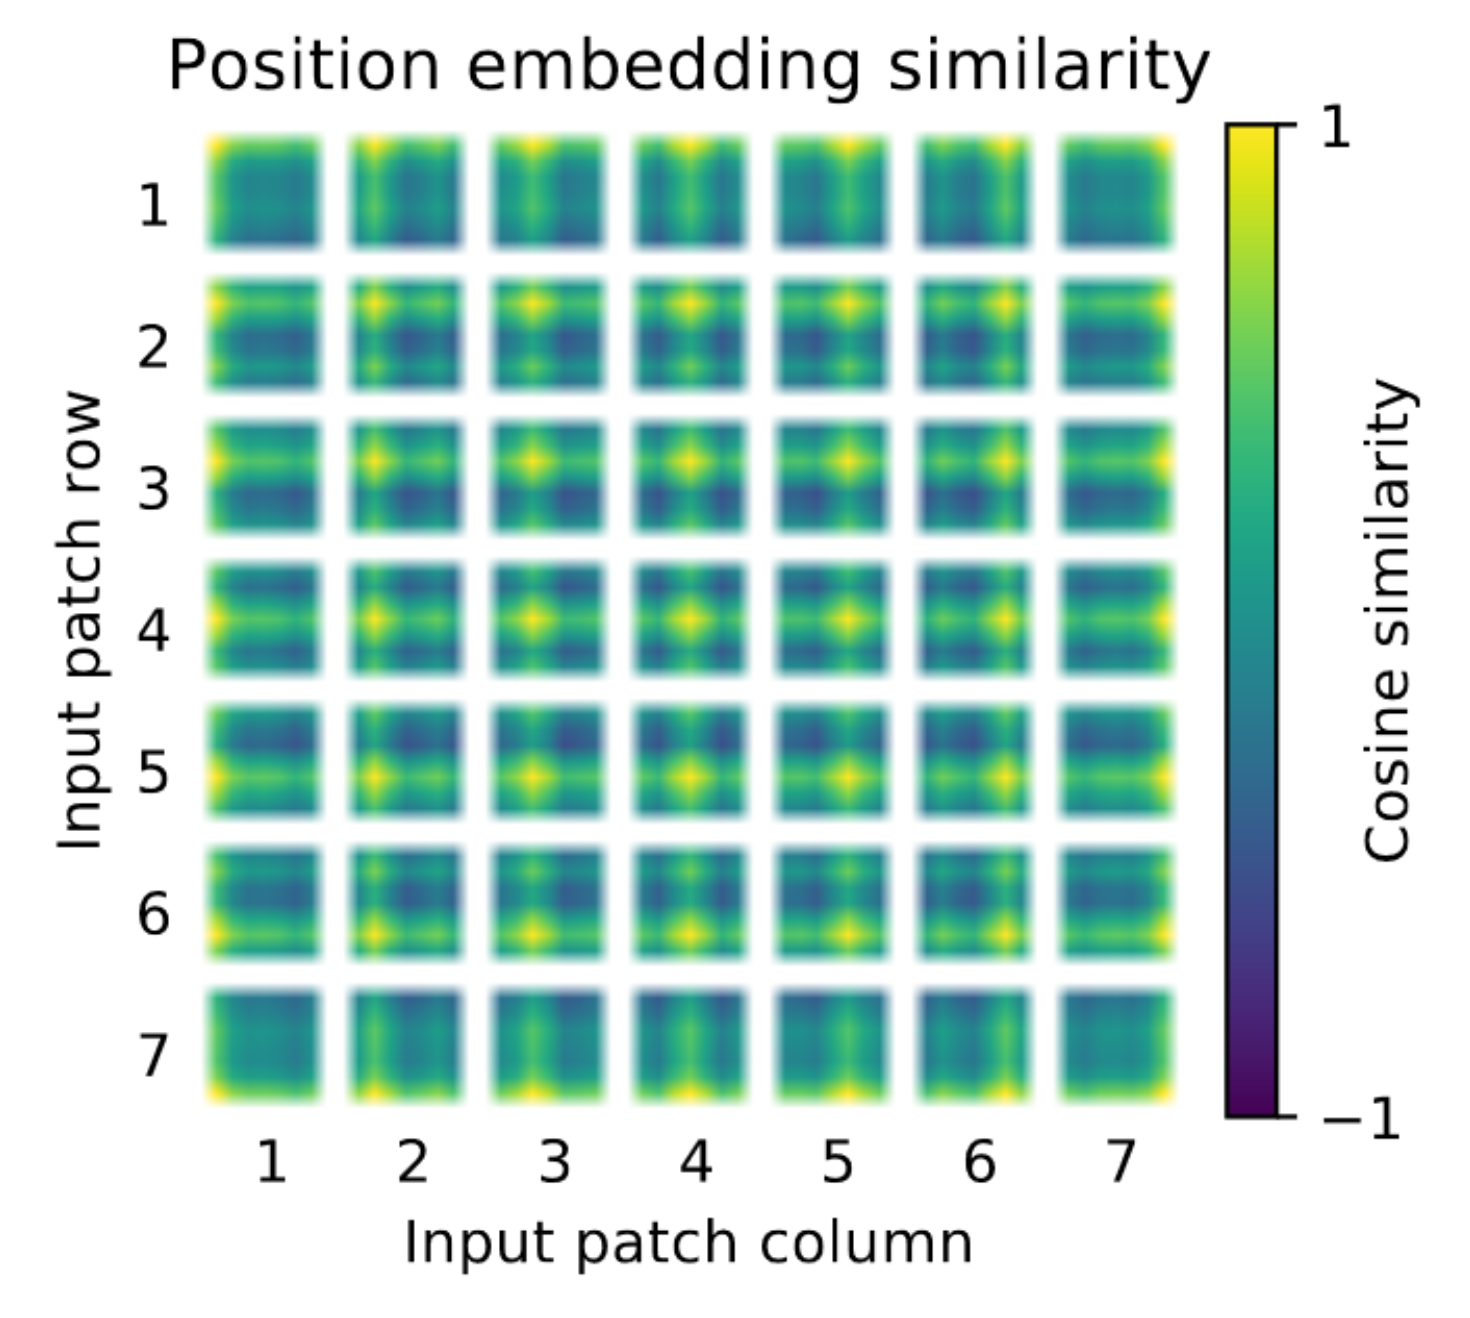 Position embedding similarity
1
1
2
3
4
5
6
7
Input patch row
Cosine similarity
−1
1 2 3 4 5 6 7
Input patch column